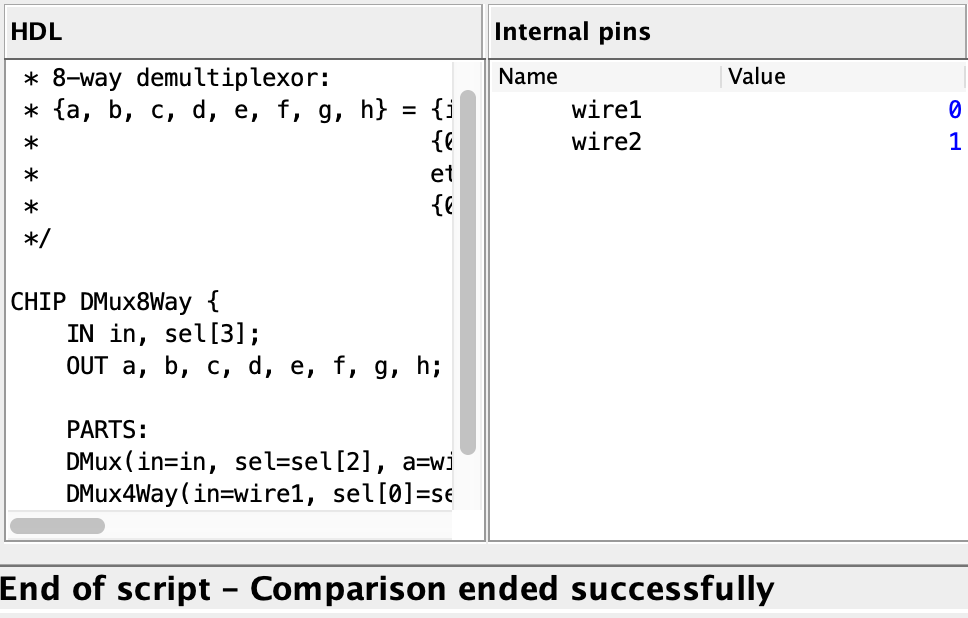 HDL
* 8-way demultiplexor:
* {a, b, c, d, e, f, g, h} = {i
* {0
* et
* {0
*/
CHIP DMux8Way {
IN in, sel[3];
OUT a, b, c, d, e, f, g, h;
PARTS:
DMux(in=in, sel=sel[2], a=wi
DMux4Way(in=wire1, sel[0]=se
Internal pins
Name Value
wire1 0
wire2 1
End of script – Comparison ended successfully